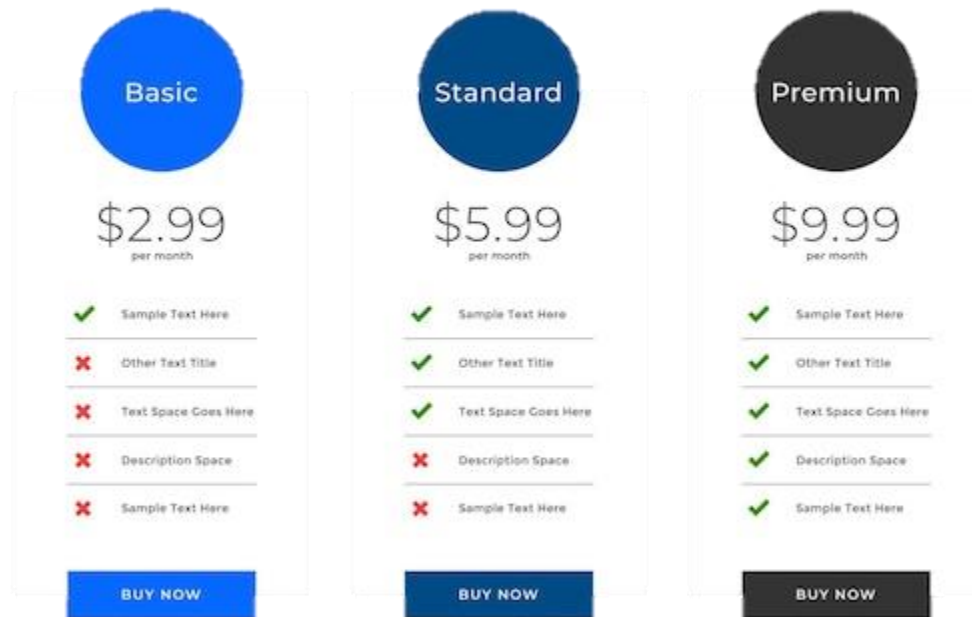 Basic
$2.99
per month
Sample Text Here
Other Text Title
Text Space Goes Here
Description Space
Sample Text Here
BUY NOW
Standard
$5.99
per month
Sample Text Here
Other Text Title
Text Space Goes Here
Description Space
Sample Text Here
BUY NOW
Premium
$9.99
per month
Sample Text Here
Other Text Title
Text Space Goes Here
Description Space
Sample Text Here
BUY NOW